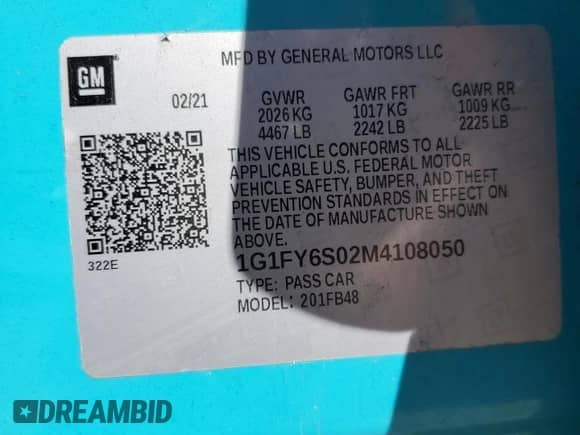 GM
MFD BY GENERAL MOTORS LLC
02/21
GVWR GAWR FRT GAWR RR
2026 KG 1017 KG 1009 KG
4467 LB 2242 LB 2225 LB
THIS VEHICLE CONFORMS TO ALL
APPLICABLE U.S. FEDERAL MOTOR
VEHICLE SAFETY, BUMPER, AND THEFT
PREVENTION STANDARDS IN EFFECT ON
THE DATE OF MANUFACTURE SHOWN
ABOVE.
322E
1G1FY6S02M4108050
TYPE: PASS CAR
MODEL: 201FB48
DREAMBID